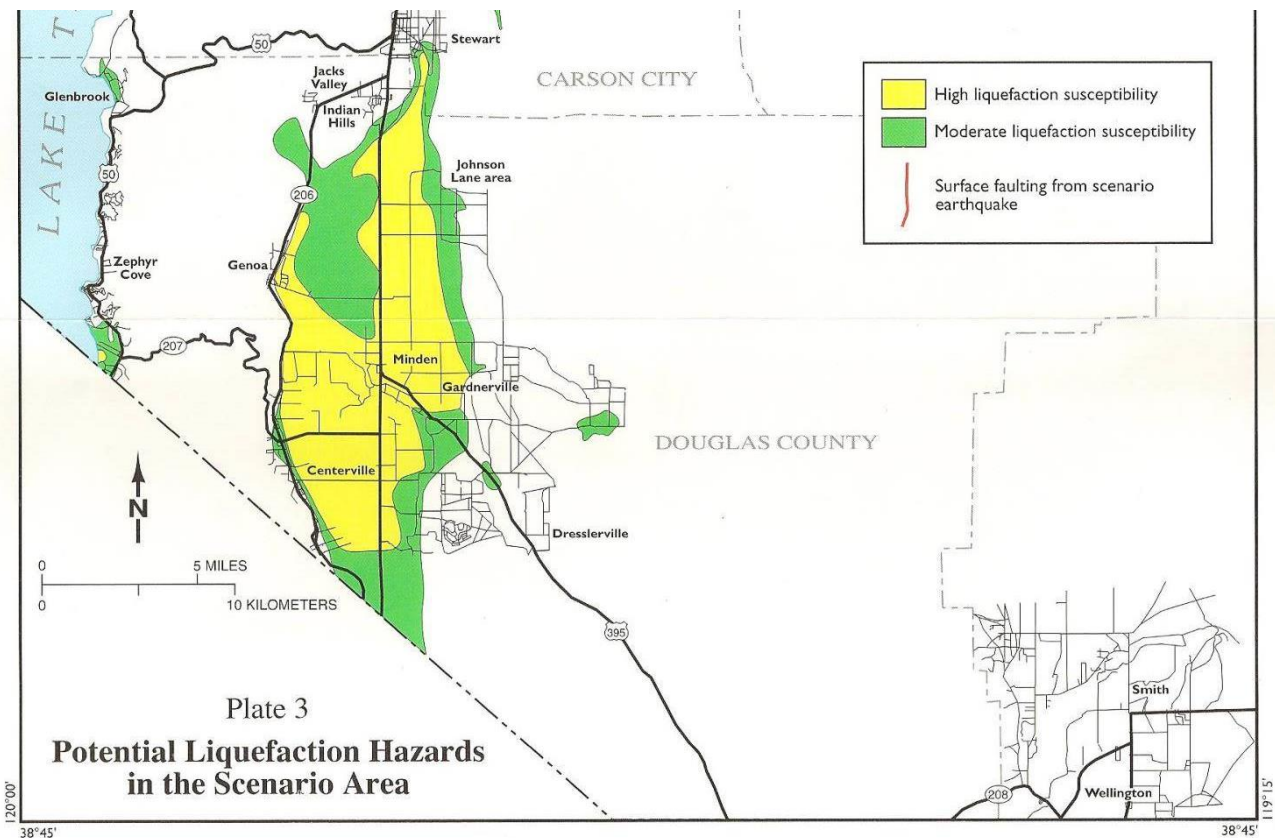 LAKE T
50
Stewart
CARSON CITY
Jacks
Valley
Indian
Hills
Glenbrook
High liquefaction susceptibility
Moderate liquefaction susceptibility
Surface faulting from scenario
earthquake
50
Johnson
Lane area
206
Genoa
Zephyr
Cove
207
Minden
Gardnerville
DOUGLAS COUNTY
Centerville
N
Dresslerville
0 5 MILES
0 10 KILOMETERS
395
Plate 3
Potential Liquefaction Hazards
in the Scenario Area
Smith
Wellington
208
120°00'
119°15'
38°45'
38°45'